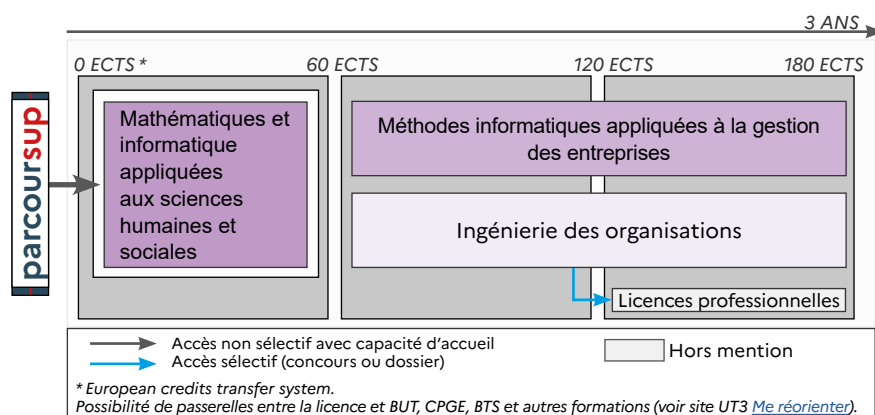 3 ANS
0 ECTS *
60 ECTS
120 ECTS
180 ECTS
parcoursup
Mathématiques et
informatique
appliquées
aux sciences
humaines et
sociales
Méthodes informatiques appliquées à la gestion
des entreprises
Ingénierie des organisations
Licences professionnelles
Accès non sélectif avec capacité d'accueil
Accès sélectif (concours ou dossier)
Hors mention
* European credits transfer system.
Possibilité de passerelles entre la licence et BUT, CPGE, BTS et autres formations (voir site UT3 Me réorienter).